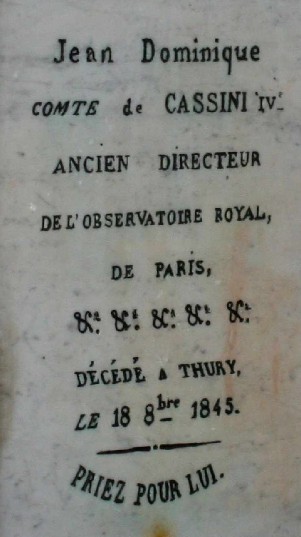 Jean Dominique
COMTE de CASSINI IV.
ANCIEN DIRECTEUR
DE L'OBSERVATOIRE ROYAL,
DE PARIS,
&c.ª &c.ª &c.ª &c.ª &c.ª
DÉCÉDÉ A THURY,
LE 18 8bre 1845.
PRIEZ POUR LUI.